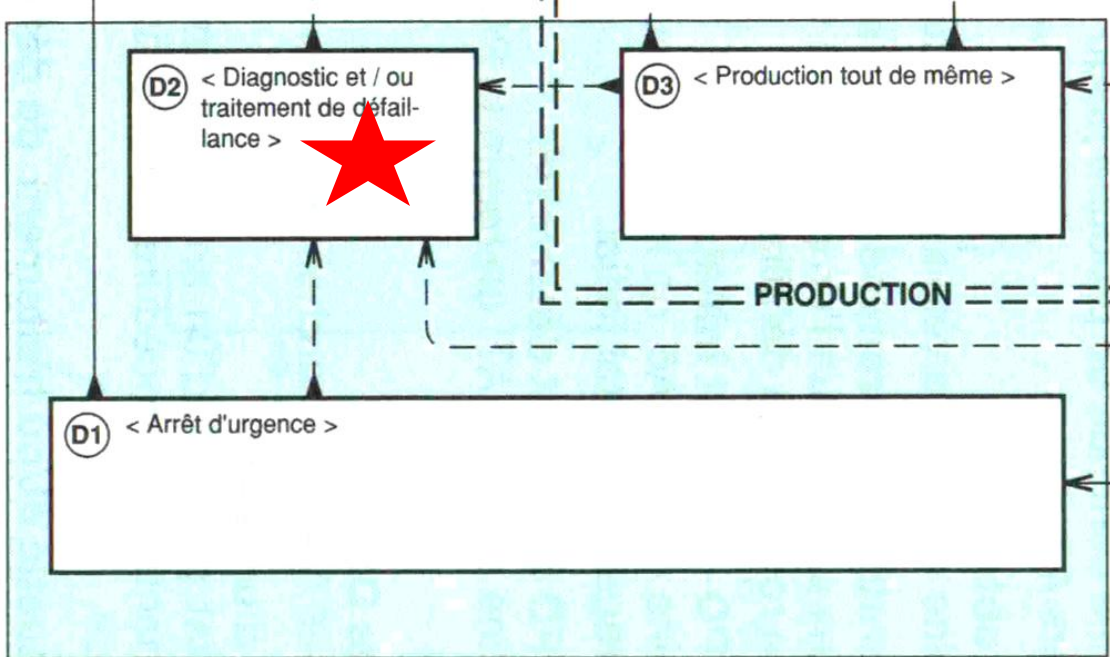 D2 < Diagnostic et / ou
traitement de défail-
lance >
D3 < Production tout de même >
PRODUCTION
D1 < Arrêt d'urgence >